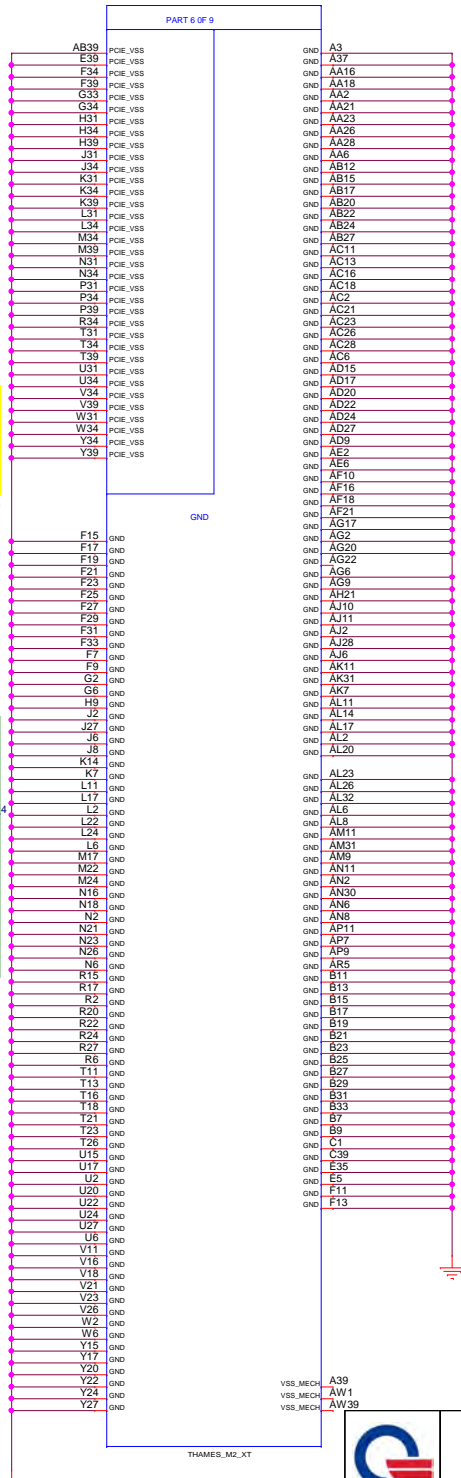 PART 6 0F 9
AB39 PCIE_VSS
E39 PCIE_VSS
F34 PCIE_VSS
F39 PCIE_VSS
G33 PCIE_VSS
G34 PCIE_VSS
H31 PCIE_VSS
H34 PCIE_VSS
H39 PCIE_VSS
J31 PCIE_VSS
J34 PCIE_VSS
K31 PCIE_VSS
K34 PCIE_VSS
K39 PCIE_VSS
L31 PCIE_VSS
L34 PCIE_VSS
M34 PCIE_VSS
M39 PCIE_VSS
N31 PCIE_VSS
N34 PCIE_VSS
P31 PCIE_VSS
P34 PCIE_VSS
P39 PCIE_VSS
R34 PCIE_VSS
T31 PCIE_VSS
T34 PCIE_VSS
T39 PCIE_VSS
U31 PCIE_VSS
U34 PCIE_VSS
V34 PCIE_VSS
V39 PCIE_VSS
W31 PCIE_VSS
W34 PCIE_VSS
Y34 PCIE_VSS
Y39 PCIE_VSS
GND
F15 GND
F17 GND
F19 GND
F21 GND
F23 GND
F25 GND
F27 GND
F29 GND
F31 GND
F33 GND
F7 GND
F9 GND
G2 GND
G6 GND
H9 GND
J2 GND
J27 GND
J6 GND
J8 GND
K14 GND
K7 GND
L11 GND
L17 GND
4
L2 GND
L22 GND
L24 GND
L6 GND
M17 GND
M22 GND
M24 GND
N16 GND
N18 GND
N2 GND
N21 GND
N23 GND
N26 GND
N6 GND
R15 GND
R17 GND
R2 GND
R20 GND
R22 GND
R24 GND
R27 GND
R6 GND
T11 GND
T13 GND
T16 GND
T18 GND
T21 GND
T23 GND
T26 GND
U15 GND
U17 GND
U2 GND
U20 GND
U22 GND
U24 GND
U27 GND
U6 GND
V11 GND
V16 GND
V18 GND
V21 GND
V23 GND
V26 GND
W2 GND
W6 GND
Y15 GND
Y17 GND
Y20 GND
Y22 GND
Y24 GND
Y27 GND
GND A3
GND A37
GND AA16
GND AA18
GND AA2
GND AA21
GND AA23
GND AA26
GND AA28
GND AA6
GND AB12
GND AB15
GND AB17
GND AB20
GND AB22
GND AB24
GND AB27
GND AC11
GND AC13
GND AC16
GND AC18
GND AC2
GND AC21
GND AC23
GND AC26
GND AC28
GND AC6
GND AD15
GND AD17
GND AD20
GND AD22
GND AD24
GND AD27
GND AD9
GND AE2
GND AE6
GND AF10
GND AF16
GND AF18
GND AF21
GND AG17
GND AG2
GND AG20
GND AG22
GND AG6
GND AG9
GND AH21
GND AJ10
GND AJ11
GND AJ2
GND AJ28
GND AJ6
GND AK11
GND AK31
GND AK7
GND AL11
GND AL14
GND AL17
GND AL2
GND AL20
GND AL23
GND AL26
GND AL32
GND AL6
GND AL8
GND AM11
GND AM31
GND AM9
GND AN11
GND AN2
GND AN30
GND AN6
GND AN8
GND AP11
GND AP7
GND AP9
GND AR5
GND B11
GND B13
GND B15
GND B17
GND B19
GND B21
GND B23
GND B25
GND B27
GND B29
GND B31
GND B33
GND B7
GND B9
GND C1
GND C39
GND E35
GND E5
GND F11
GND F13
VSS_MECH A39
VSS_MECH AW1
VSS_MECH AW39
THAMES_M2_XT